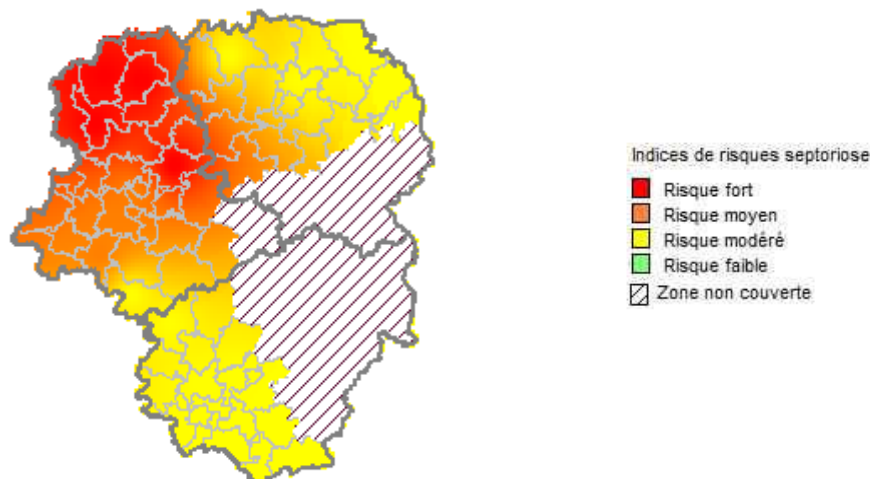 Indices de risques septoriose
Risque fort
Risque moyen
Risque modéré
Risque faible
Zone non couverte